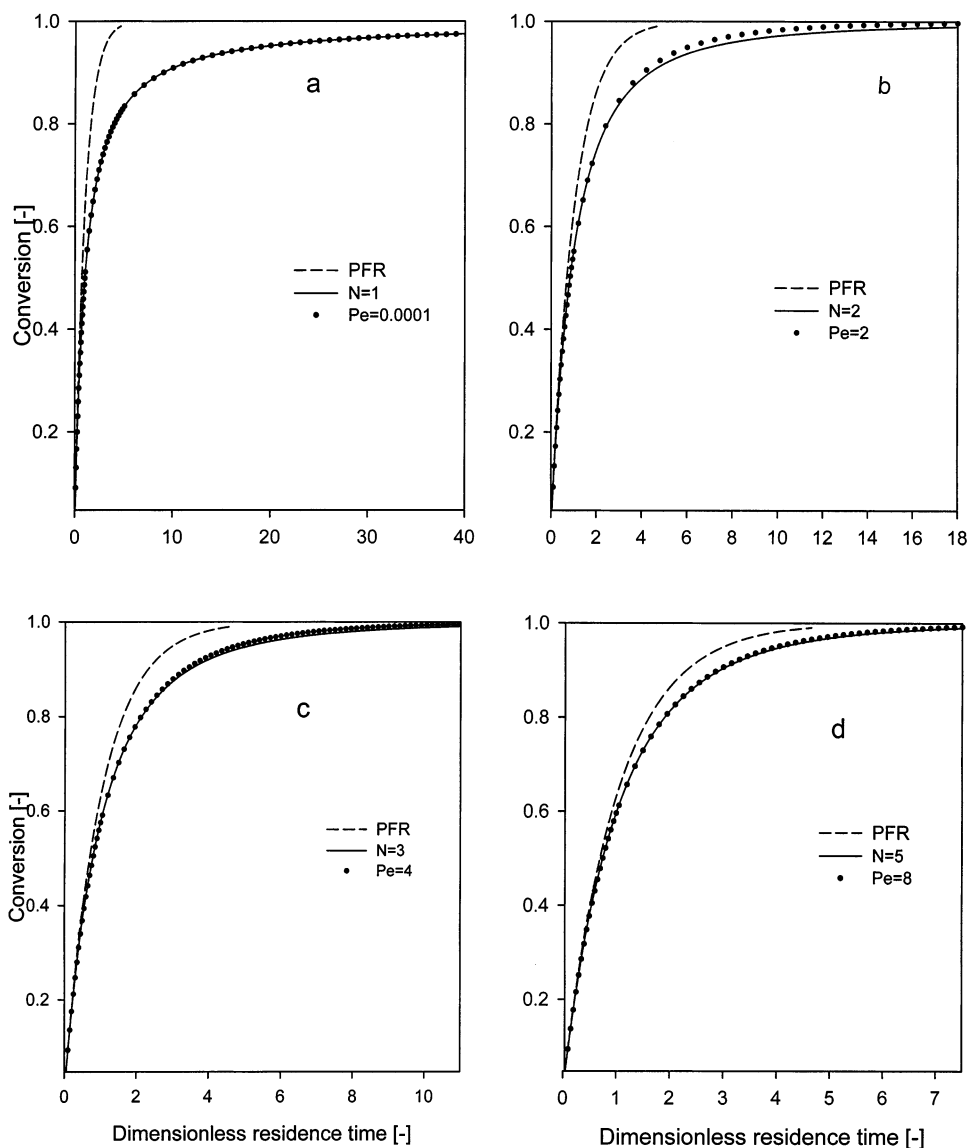 1.0
0.8
0.6
0.4
0.2
Conversion [-]
a
PFR
N=1
Pe=0.0001
0 10 20 30 40
1.0
0.8
0.6
0.4
0.2
b
PFR
N=2
Pe=2
0 2 4 6 8 10 12 14 16 18
1.0
0.8
0.6
0.4
0.2
Conversion [-]
c
PFR
N=3
Pe=4
0 2 4 6 8 10
Dimensionless residence time [-]
1.0
0.8
0.6
0.4
0.2
d
PFR
N=5
Pe=8
0 1 2 3 4 5 6 7
Dimensionless residence time [-]